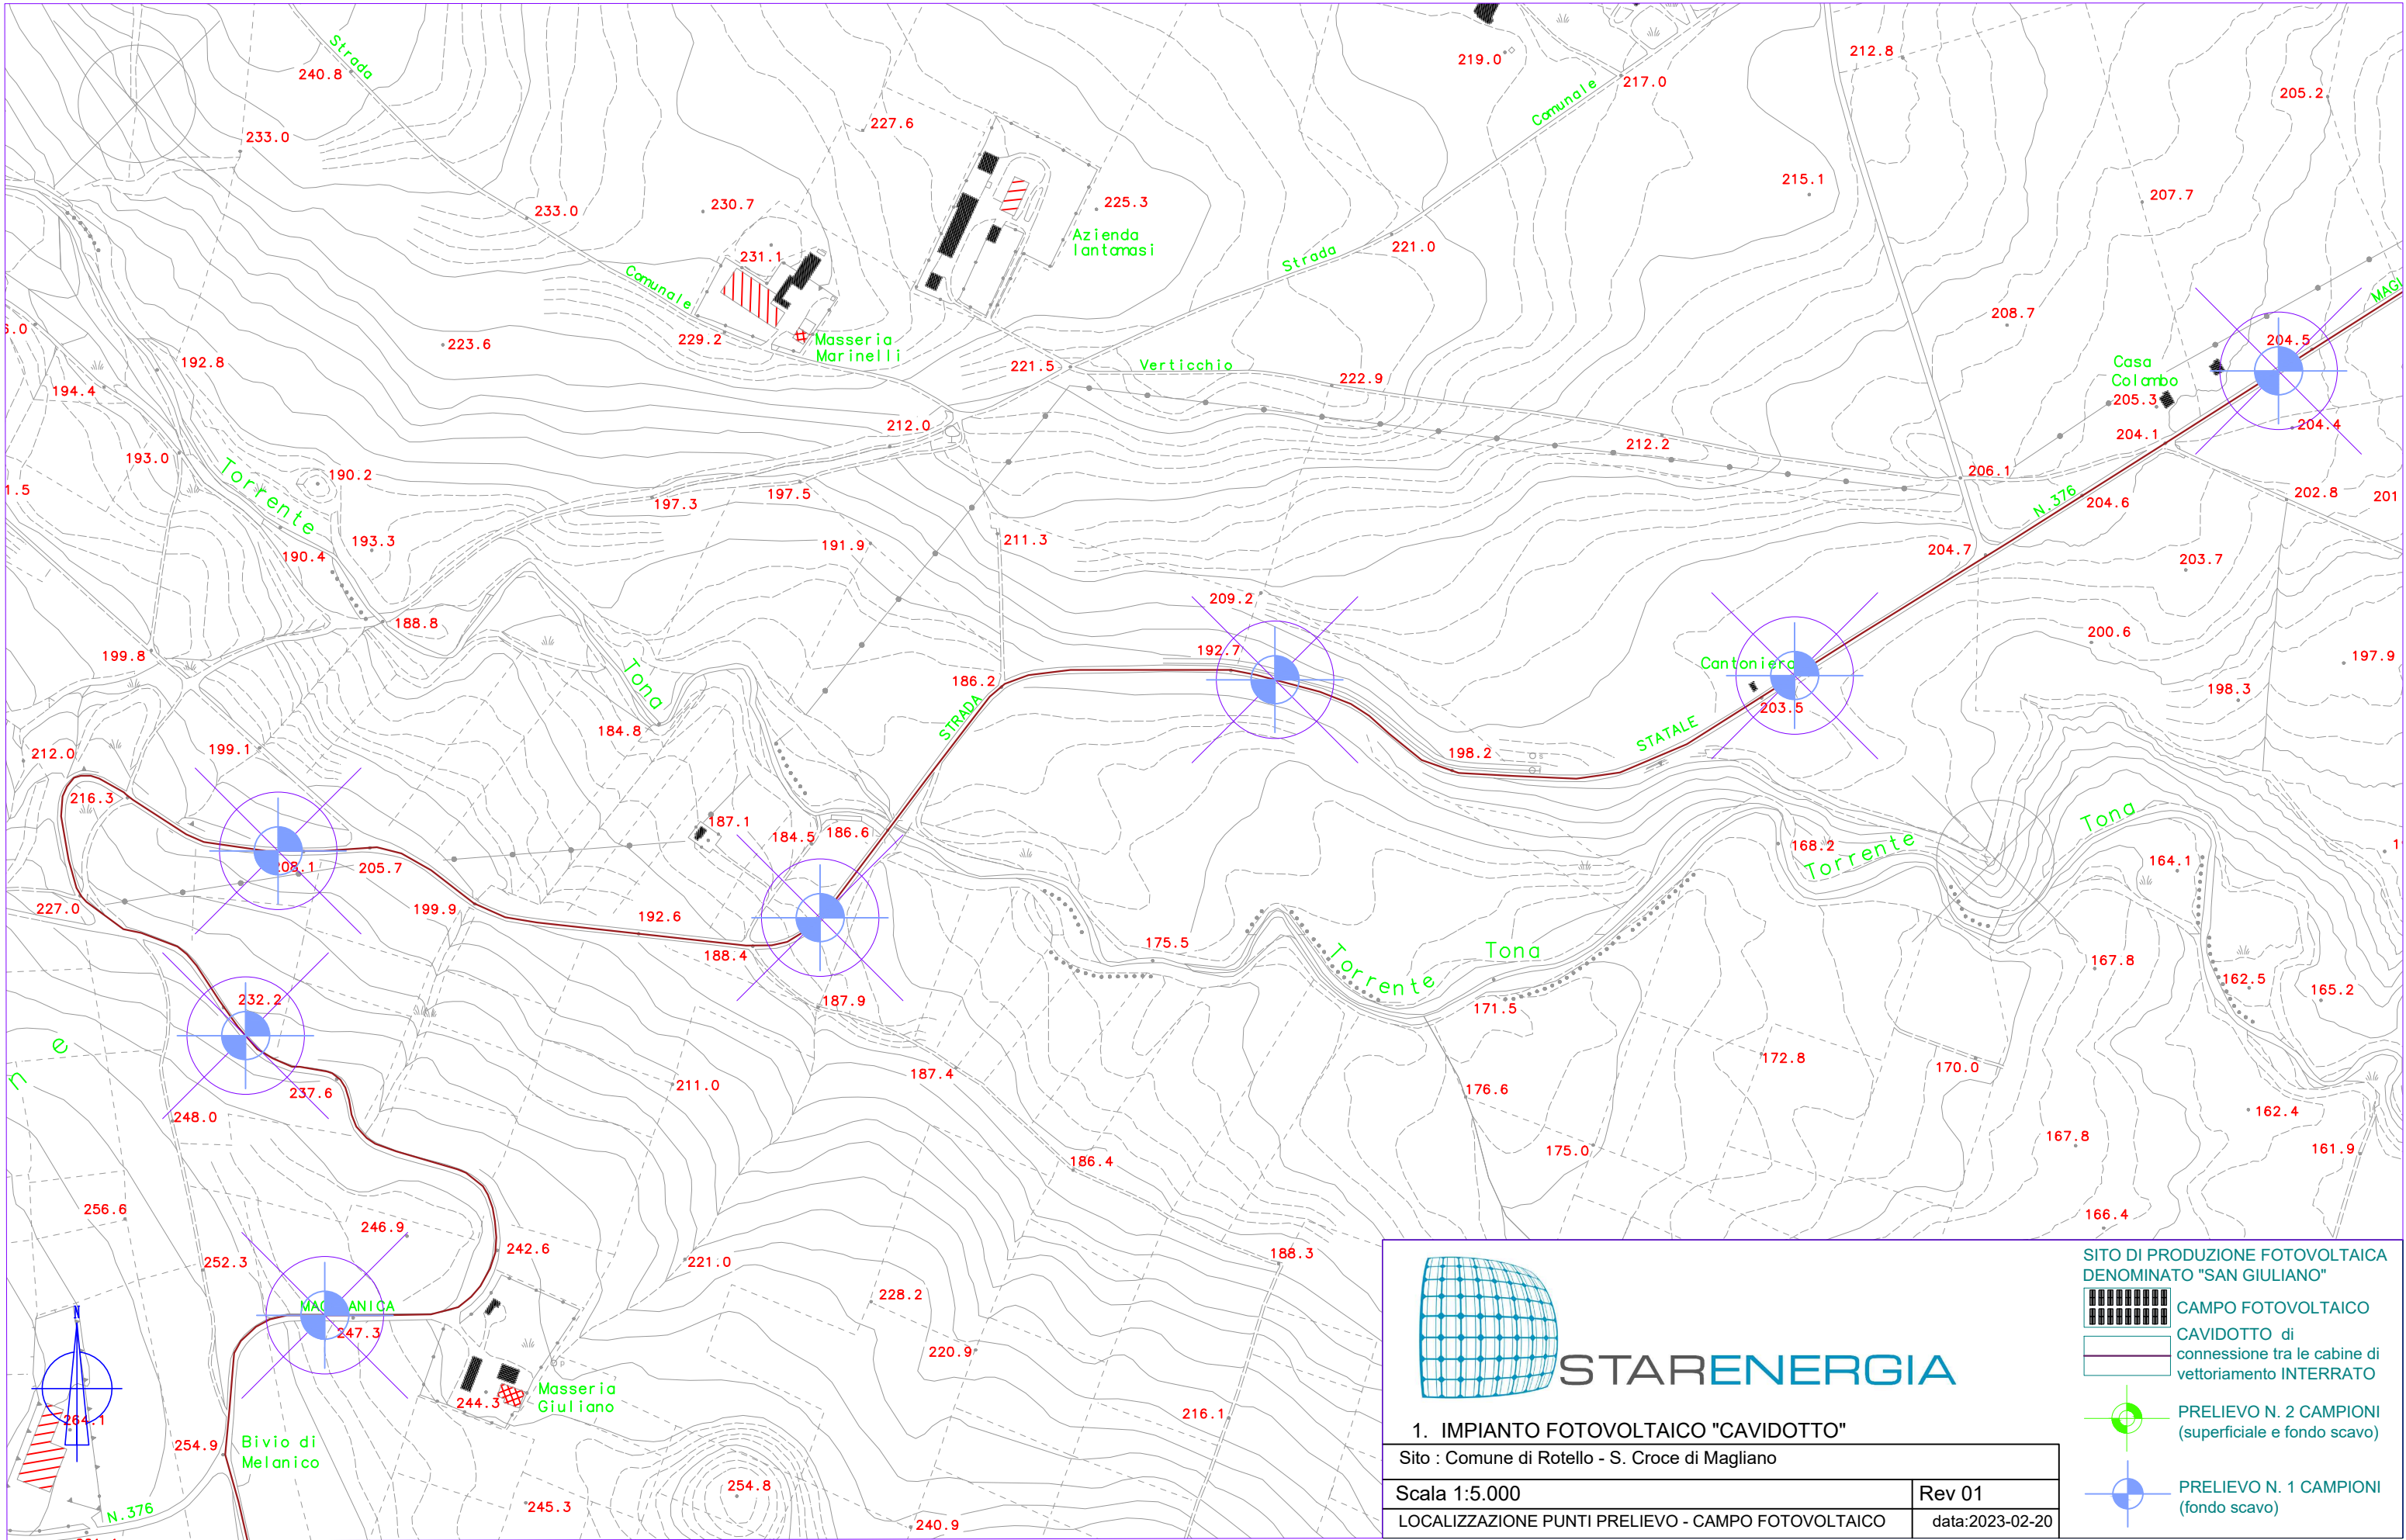 Strada
240.8
219.0
217.0
212.8
205.2
Comunale
233.0
227.6
215.1
207.7
233.0
230.7
225.3
Azienda
Iantomasi
221.0
231.1
Strada
Comunale
MAGL
208.7
204.5
6.0
223.6
229.2
Masseria
Marinelli
192.8
221.5
Verticchio
222.9
Casa
Colombo
205.3
194.4
212.0
204.1
204.4
193.0
212.2
206.1
Torrente
190.2
1.5
197.3
197.5
N.376
204.6
202.8
201
193.3
190.4
191.9
211.3
204.7
203.7
209.2
188.8
200.6
199.8
192.7
Cantoniera
197.9
Tona
186.2
198.3
STRADA
203.5
184.8
STATALE
199.1
212.0
198.2
216.3
187.1
184.5
186.6
Tona
168.2
Torrente
164.1
208.1
205.7
227.0
199.9
192.6
188.4
175.5
Torrente
Tona
167.8
162.5
165.2
232.2
187.9
171.5
e
n
172.8
170.0
187.4
237.6
211.0
176.6
248.0
162.4
167.8
175.0
161.9
186.4
256.6
246.9
166.4
242.6
252.3
221.0
188.3
228.2
N
247.3
220.9
Masseria
Giuliano
244.3
264.1
216.1
254.9
Bivio di
Melanico
254.8
245.3
N.376
240.9
STARENERGIA
1. IMPIANTO FOTOVOLTAICO "CAVIDOTTO"
Sito : Comune di Rotello - S. Croce di Magliano
Scala 1:5.000
Rev 01
LOCALIZZAZIONE PUNTI PRELIEVO - CAMPO FOTOVOLTAICO
data:2023-02-20
SITO DI PRODUZIONE FOTOVOLTAICA
DENOMINATO "SAN GIULIANO"
CAMPO FOTOVOLTAICO
CAVIDOTTO di
connessione tra le cabine di
vettoriamento INTERRATO
PRELIEVO N. 2 CAMPIONI
(superficiale e fondo scavo)
PRELIEVO N. 1 CAMPIONI
(fondo scavo)